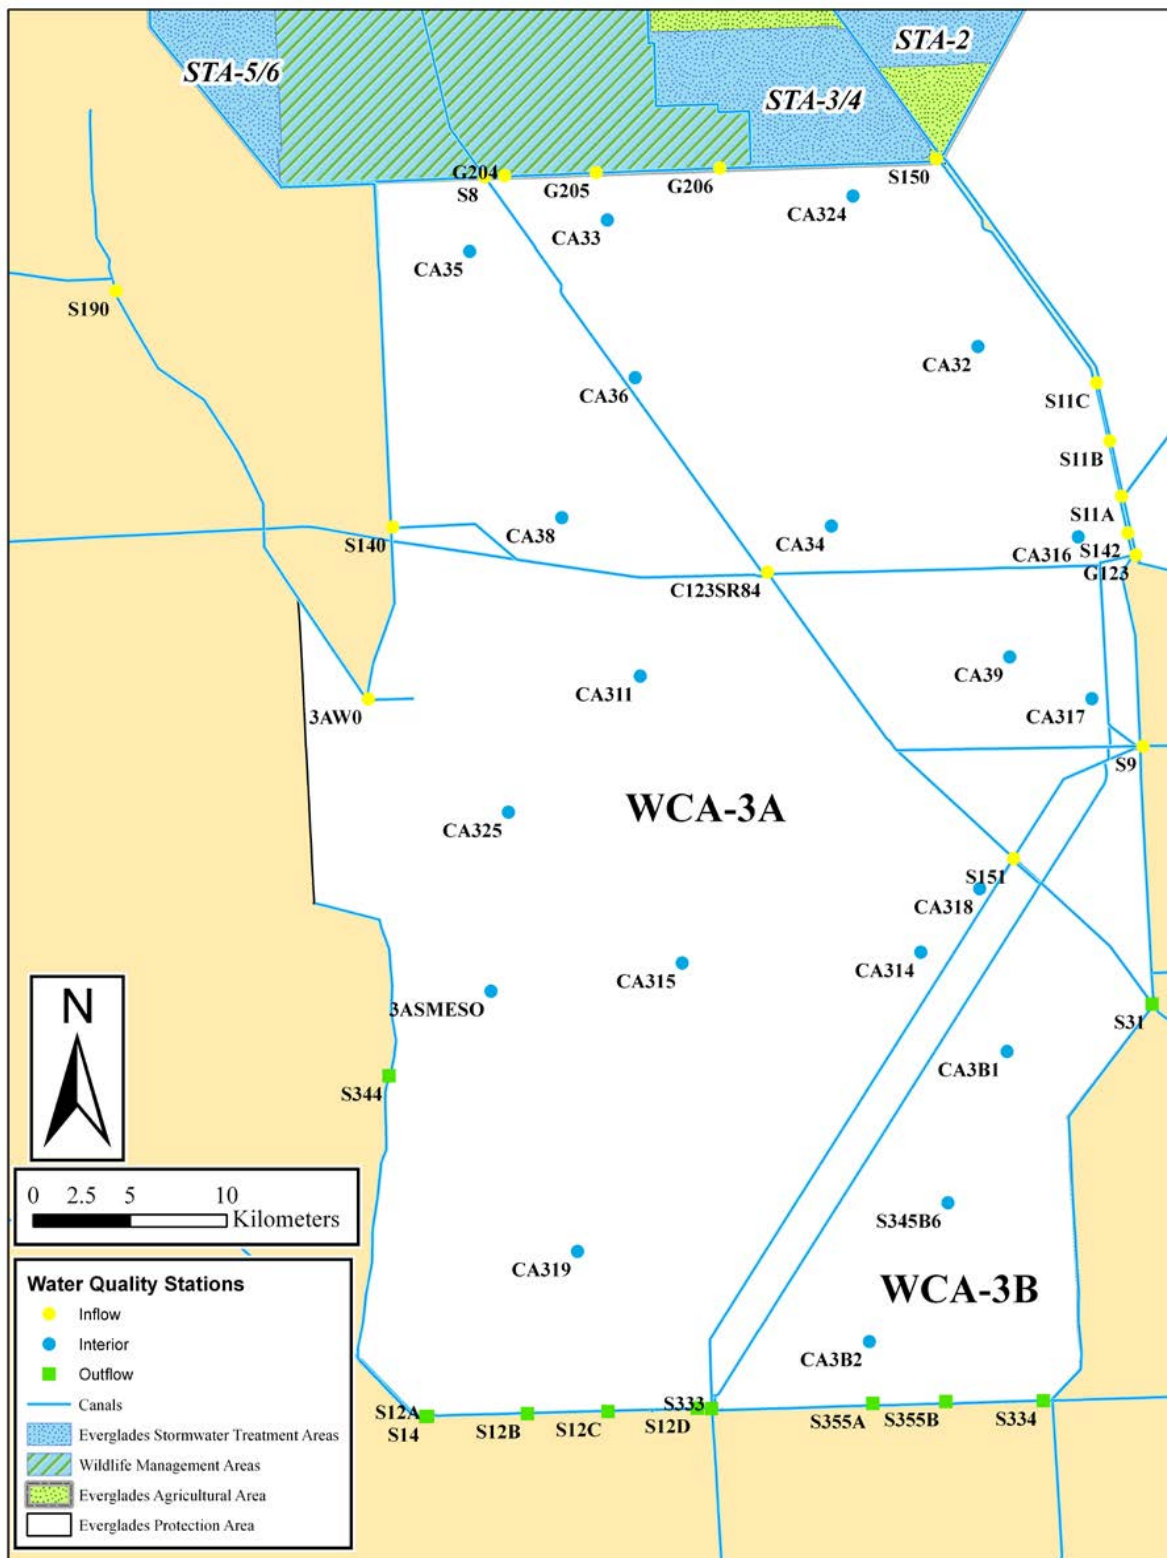 STA-2
STA-5/6
STA-3/4
G204
S8
G205
G206
S150
CA324
CA33
CA35
S190
CA32
CA36
S11C
S11B
S11A
CA38
S140
CA34
CA316
S142
G123
C123SR84
CA39
CA311
CA317
3AW0
S9
WCA-3A
CA325
S151
CA318
CA314
CA315
3ASMESO
S31
N
CA3B1
S344
0 2.5 5 10
Kilometers
S345B6
CA319
WCA-3B
CA3B2
Water Quality Stations
Inflow
Interior
Outflow
Canals
Everglades Stormwater Treatment Areas
Wildlife Management Areas
Everglades Agricultural Area
Everglades Protection Area
S12A
S14
S12B
S12C
S333
S12D
S355A
S355B
S334